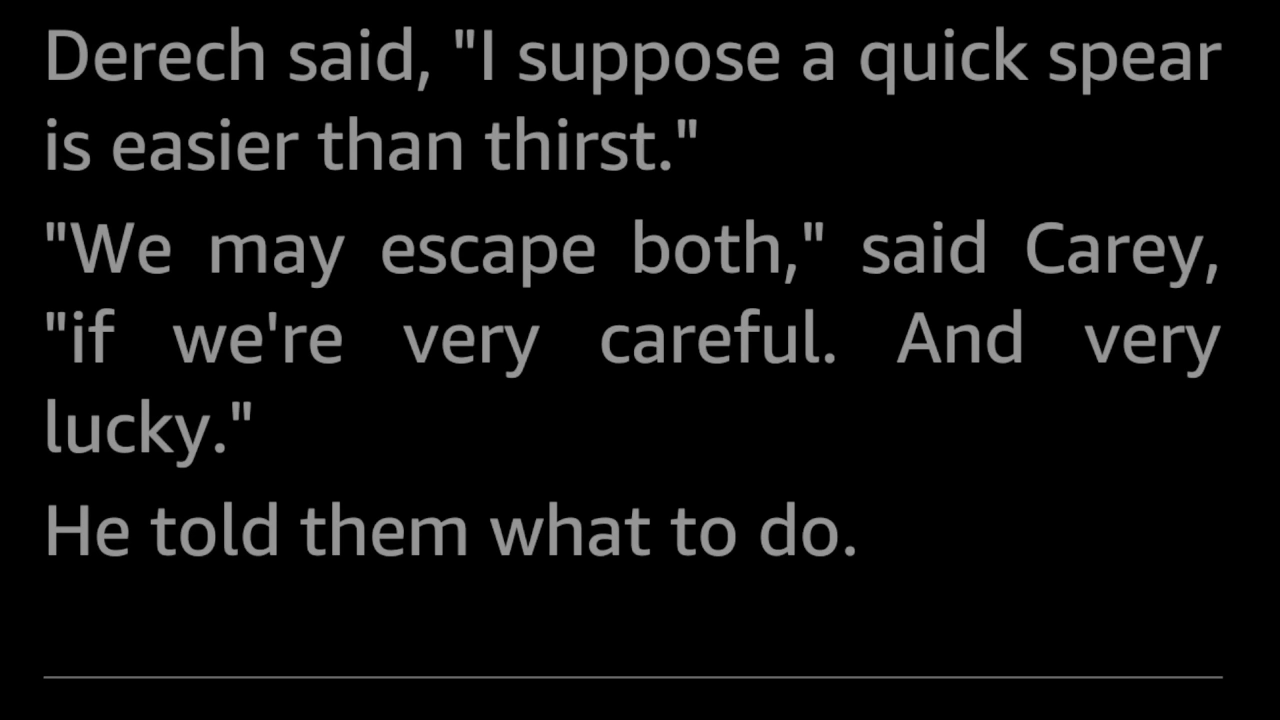 Derech said, "I suppose a quick spear
is easier than thirst."
"We may escape both," said Carey,
"if we're very careful. And very
lucky."
He told them what to do.